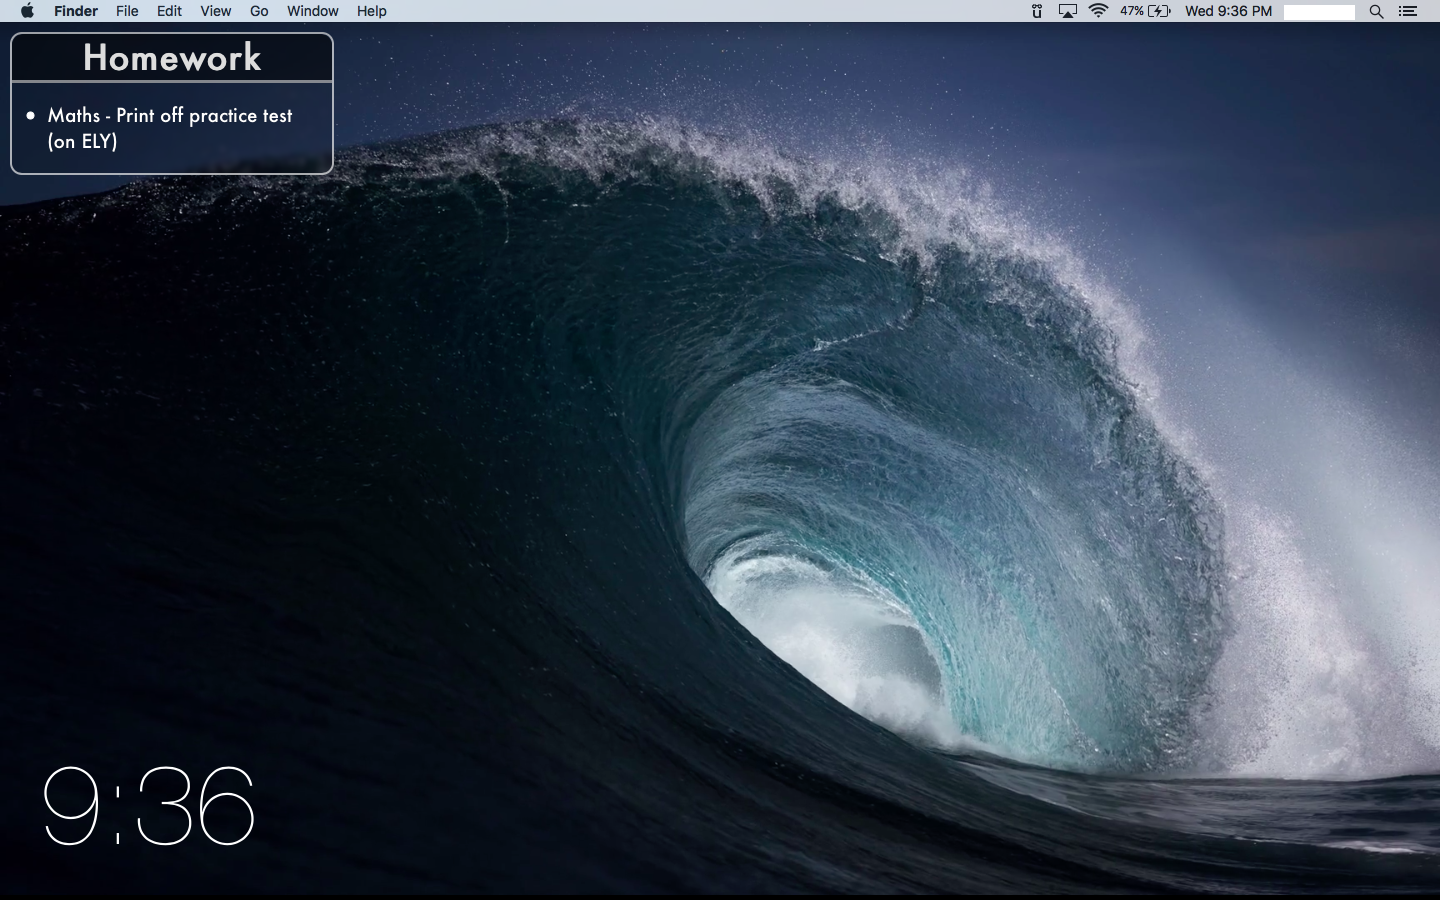 Finder File Edit View Go Window Help 47% Wed 9:36 PM
Homework
• Maths - Print off practice test
(on ELY)
9:36